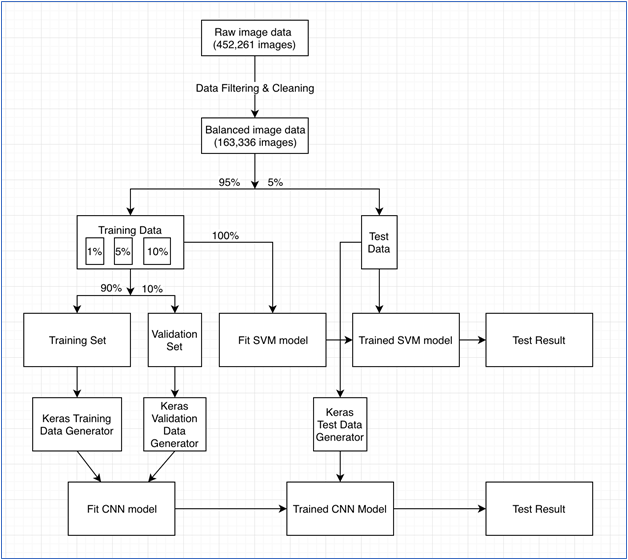 Raw image data
(452,261 images)
Data Filtering & Cleaning
Balanced image data
(163,336 images)
95%
5%
Training Data
1%
5%
10%
100%
Test
Data
90%
10%
Training Set
Validation
Set
Fit SVM model
Trained SVM model
Test Result
Keras Training
Data Generator
Keras
Validation
Data
Generator
Keras
Test Data
Generator
Fit CNN model
Trained CNN Model
Test Result